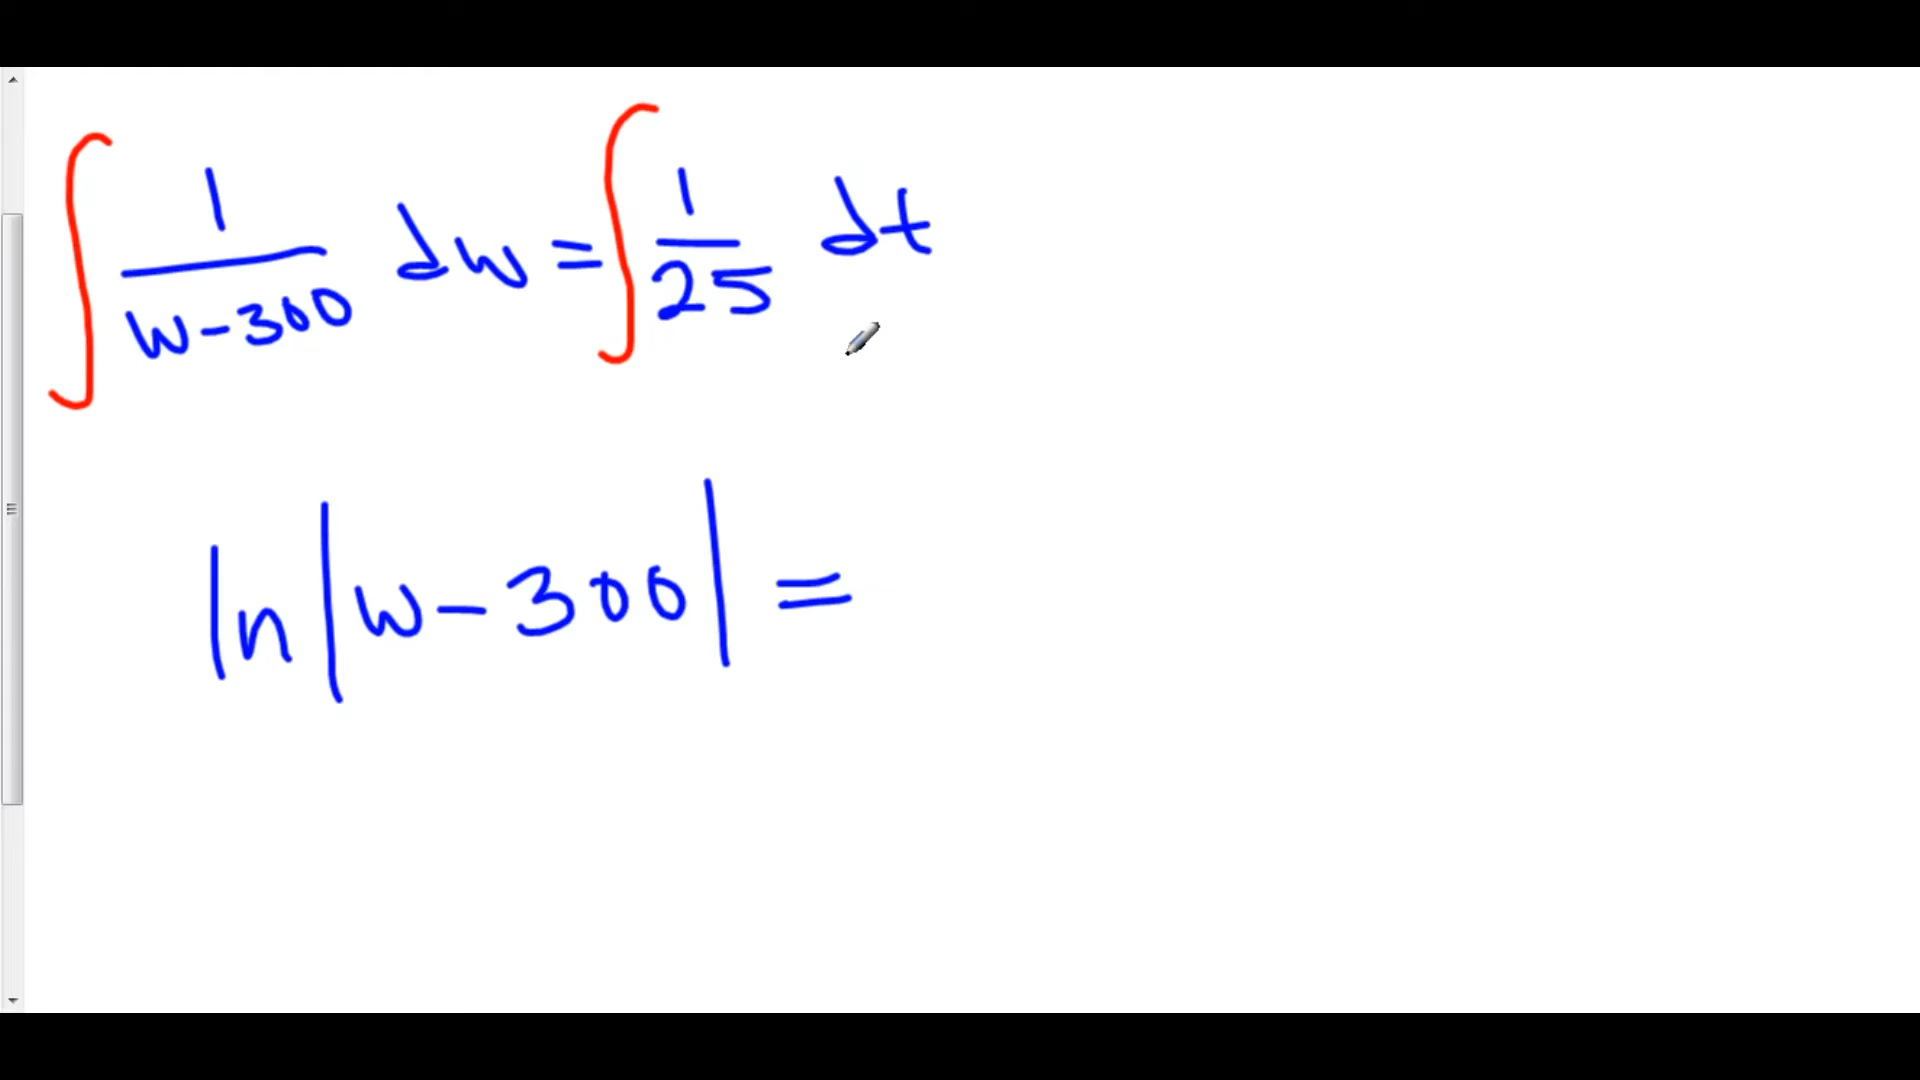 ∫ 1/(w-300) dw = ∫ 1/25 dt
ln|w-300| =